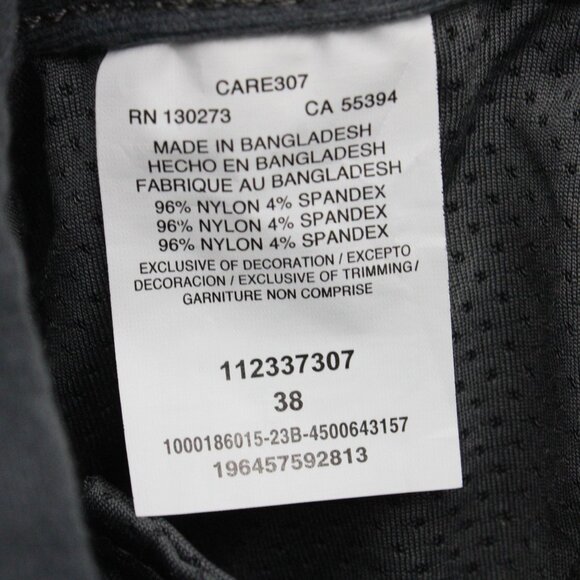 CARE307
RN 130273 CA 55394
MADE IN BANGLADESH
HECHO EN BANGLADESH
FABRIQUE AU BANGLADESH
96% NYLON 4% SPANDEX
96% NYLON 4% SPANDEX
96% NYLON 4% SPANDEX
EXCLUSIVE OF DECORATION / EXCEPTO
DECORACION / EXCLUSIVE OF TRIMMING /
GARNITURE NON COMPRISE
112337307
38
1000186015-23B-4500643157
196457592813